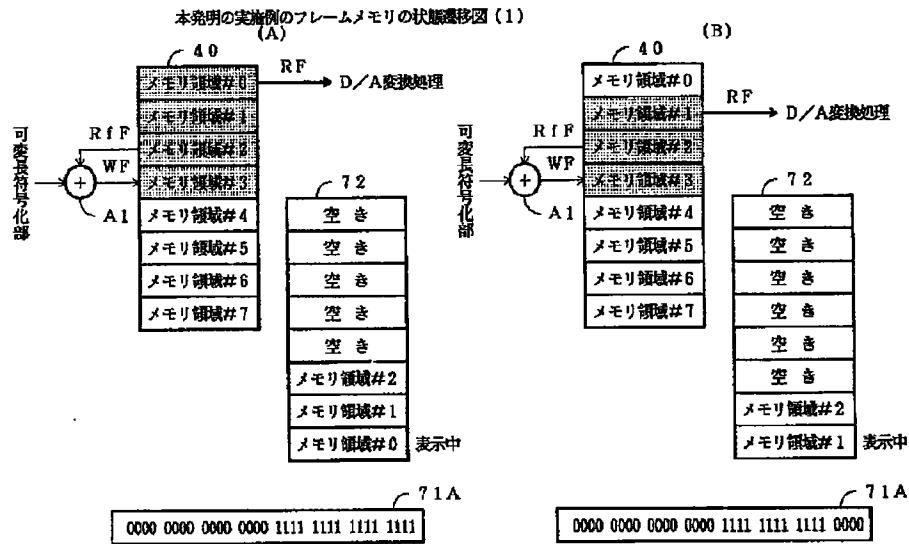 本発明の実施例のフレームメモリの状態遷移図(1)
(A)
40
メモリ領域#0
メモリ領域#1
メモリ領域#2
メモリ領域#3
メモリ領域#4
メモリ領域#5
メモリ領域#6
メモリ領域#7
RF
D/A変換処理
可変長符号化部
RfF
WF
+
A1
72
空き
空き
空き
空き
空き
メモリ領域#2
メモリ領域#1
メモリ領域#0 表示中
71A
0000 0000 0000 0000 1111 1111 1111 1111
(B)
40
メモリ領域#0
メモリ領域#1
メモリ領域#2
メモリ領域#3
メモリ領域#4
メモリ領域#5
メモリ領域#6
メモリ領域#7
RF
D/A変換処理
可変長符号化部
RfF
WF
+
A1
72
空き
空き
空き
空き
空き
空き
メモリ領域#2
メモリ領域#1 表示中
71A
0000 0000 0000 0000 1111 1111 1111 0000